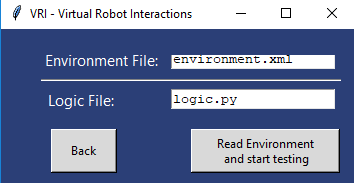 VRI - Virtual Robot Interactions
Environment File: environment.xml
Logic File: logic.py
Back
Read Environment
and start testing